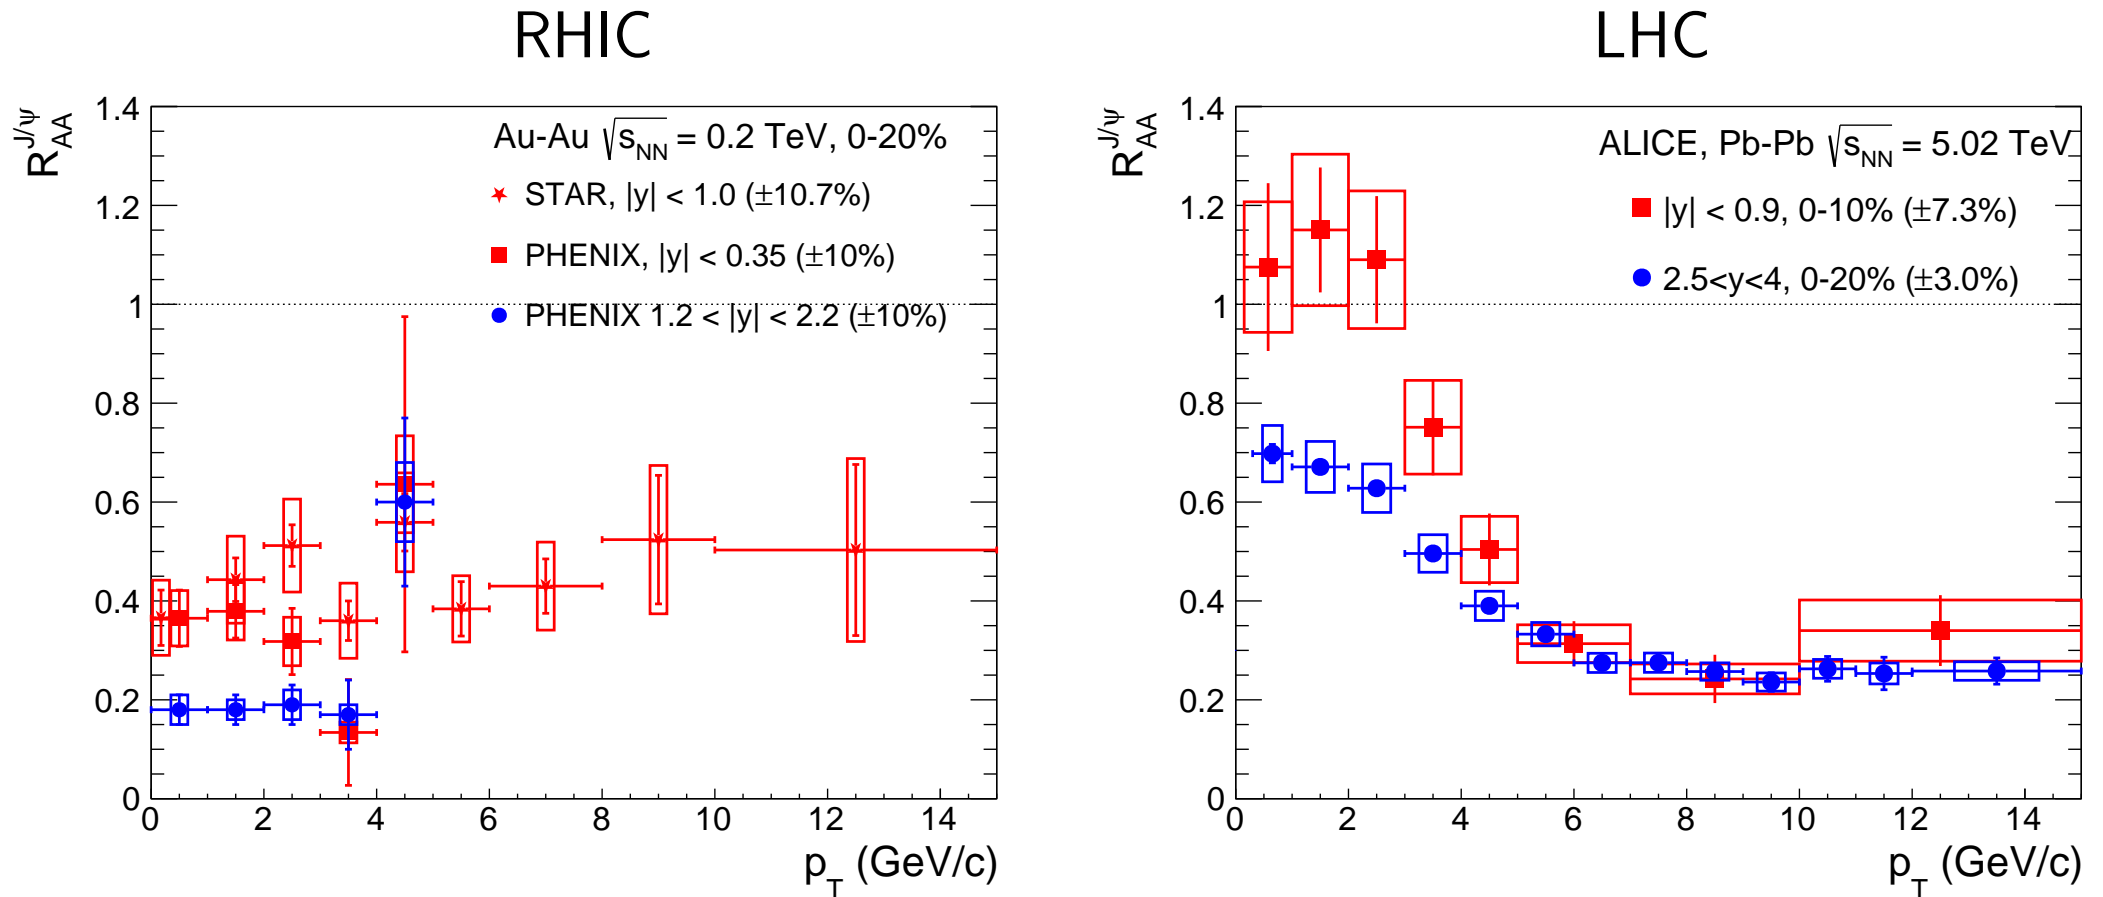 RHIC
R_AA^J/ψ
1.4
1.2
1
0.8
0.6
0.4
0.2
0
Au-Au √s_NN = 0.2 TeV, 0-20%
STAR, |y| < 1.0 (±10.7%)
PHENIX, |y| < 0.35 (±10%)
PHENIX 1.2 < |y| < 2.2 (±10%)
0 2 4 6 8 10 12 14
p_T (GeV/c)
LHC
R_AA^J/ψ
1.4
1.2
1
0.8
0.6
0.4
0.2
0
ALICE, Pb-Pb √s_NN = 5.02 TeV
|y| < 0.9, 0-10% (±7.3%)
2.5<y<4, 0-20% (±3.0%)
0 2 4 6 8 10 12 14
p_T (GeV/c)